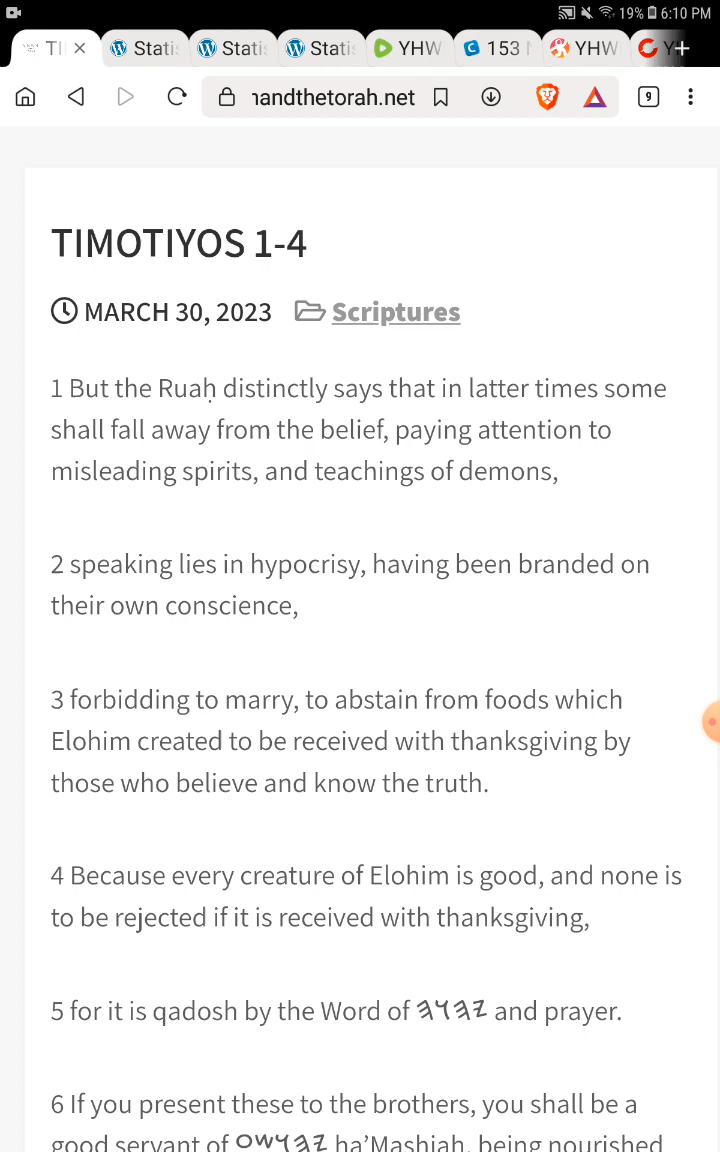 19% 6:10 PM
TI Stati Stati Stati YHW 153 YHW Y
handthetorah.net 9
TIMOTIYOS 1-4
MARCH 30, 2023 Scriptures
1 But the Ruaḥ distinctly says that in latter times some
shall fall away from the belief, paying attention to
misleading spirits, and teachings of demons,
2 speaking lies in hypocrisy, having been branded on
their own conscience,
3 forbidding to marry, to abstain from foods which
Elohim created to be received with thanksgiving by
those who believe and know the truth.
4 Because every creature of Elohim is good, and none is
to be rejected if it is received with thanksgiving,
5 for it is qadosh by the Word of 𐤉𐤄𐤅𐤄 and prayer.
6 If you present these to the brothers, you shall be a
good servant of 𐤉𐤄𐤅𐤔𐤏 ha’Mashiah, being nourished